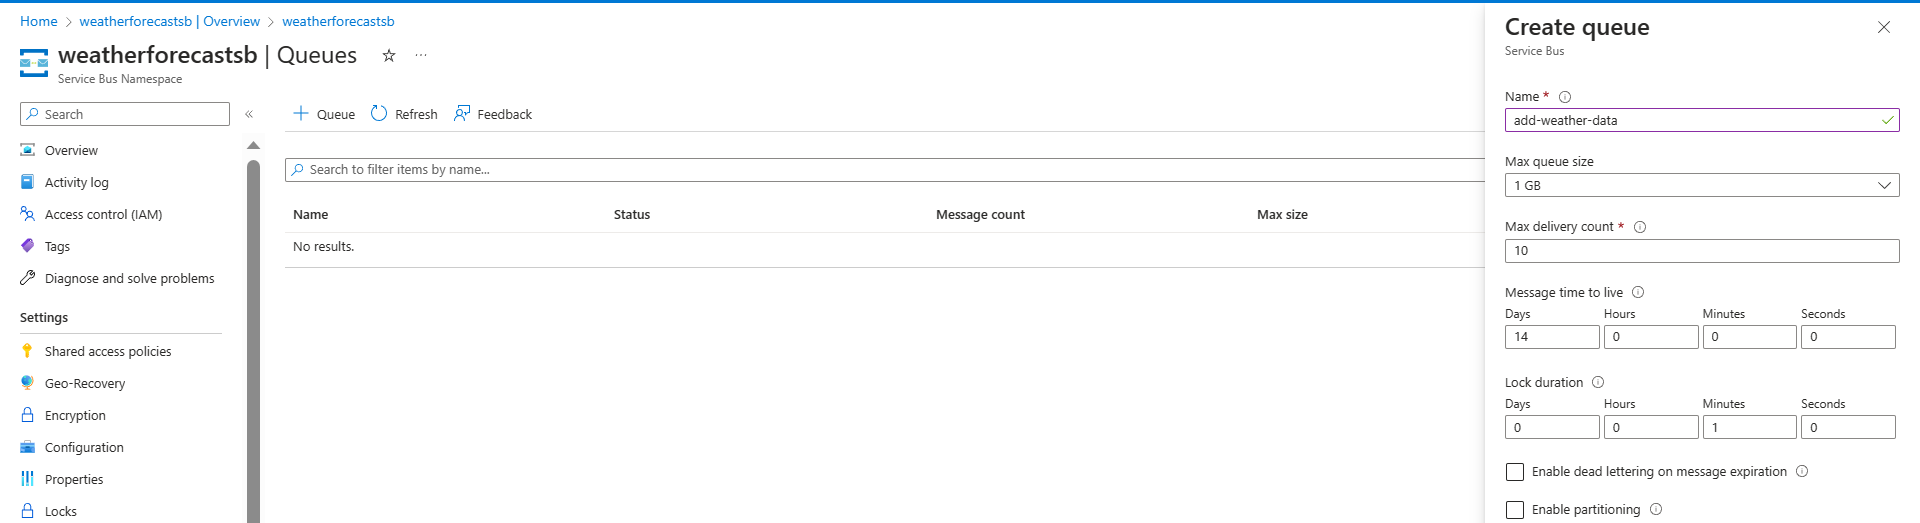 Home > weatherforecastsb | Overview > weatherforecastsb
weatherforecastsb | Queues
Service Bus Namespace
Search
Overview
Activity log
Access control (IAM)
Tags
Diagnose and solve problems
Settings
Shared access policies
Geo-Recovery
Encryption
Configuration
Properties
Locks
Queue Refresh Feedback
Search to filter items by name...
Name Status Message count Max size
No results.
Create queue
Service Bus
Name *
add-weather-data
Max queue size
1 GB
Max delivery count *
10
Message time to live
Days Hours Minutes Seconds
14 0 0 0
Lock duration
Days Hours Minutes Seconds
0 0 1 0
Enable dead lettering on message expiration
Enable partitioning